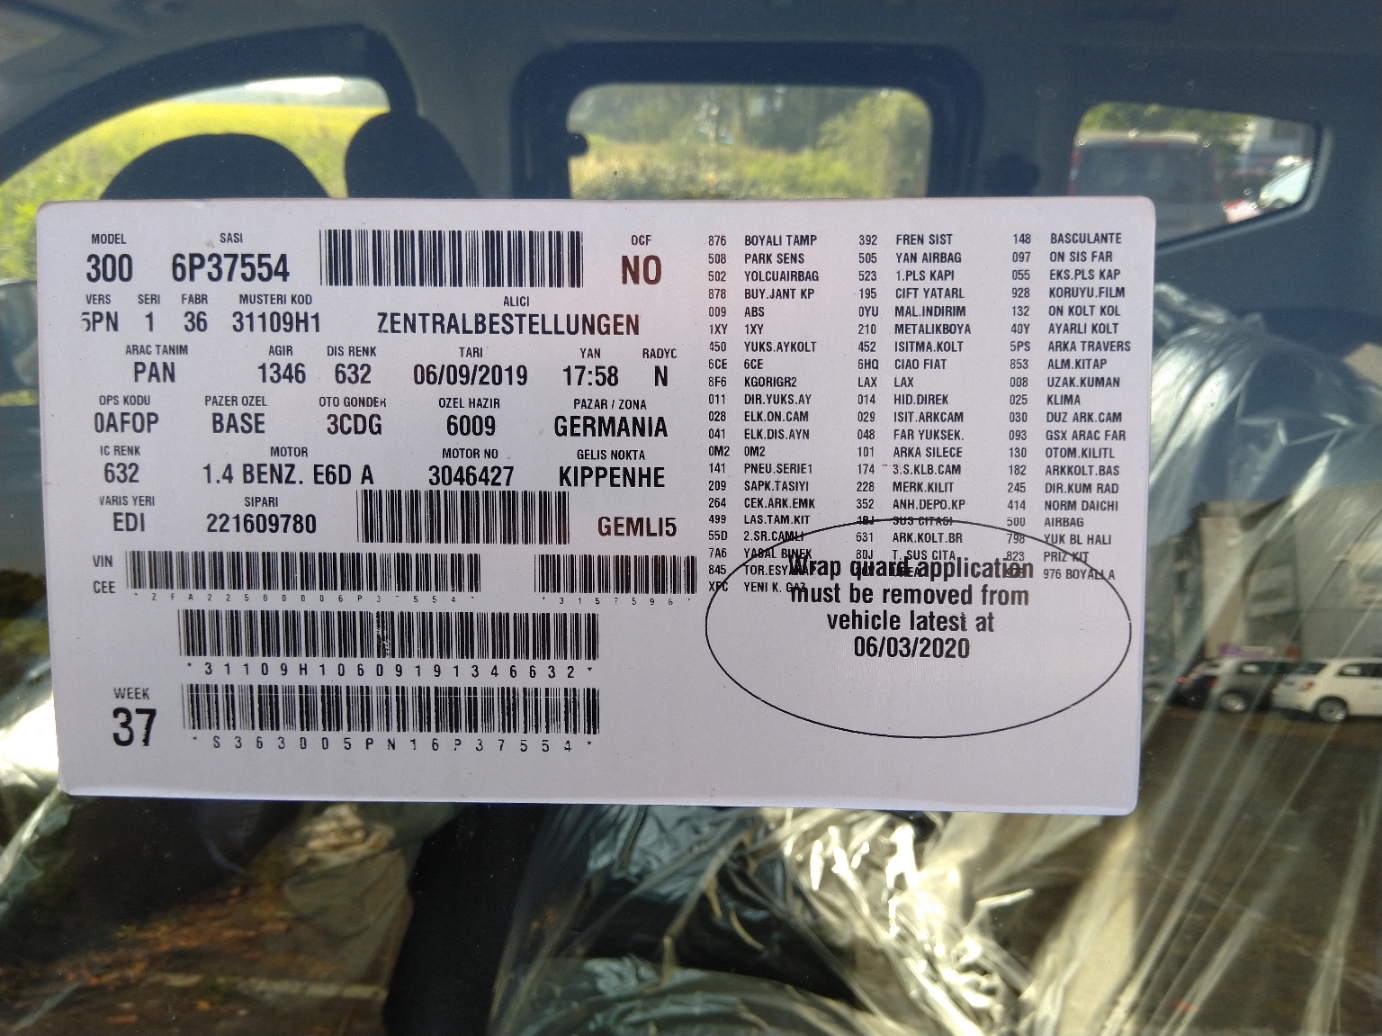 MODEL SASI OCF
300 6P37554 NO
VERS SERI FABR MUSTERI KOD ALICI
5PN 1 36 31109H1 ZENTRALBESTELLUNGEN
ARAC TANIM AGIR DIS RENK TARI YAN RADYC
PAN 1346 632 06/09/2019 17:58 N
OPS KODU PAZER OZEL OTO GONDER OZEL HAZIR PAZAR / ZONA
0AFOP BASE 3CDG 6009 GERMANIA
IC RENK MOTOR MOTOR NO GELIS NOKTA
632 1.4 BENZ. E6D A 3046427 KIPPENHE
VARIS YERI SIPARI
EDI 221609780 GEMLI5
VIN
CEE
*31109H10609191346632*
WEEK
37
*S363005PN16P37554*
876 BOYALI TAMP 392 FREN SIST 148 BASCULANTE
508 PARK SENS 505 YAN AIRBAG 097 ON SIS FAR
502 YOLCUAIRBAG 523 1.PLS KAPI 055 EKS.PLS KAP
878 BUY.JANT KP 195 CIFT YATARL 928 KORUYU.FILM
009 ABS 0YU MAL.INDIRIM 132 ON KOLT KOL
1XY 1XY 210 METALIKBOYA 40Y AYARLI KOLT
450 YUKS.AYKOLT 452 ISITMA.KOLT 5PS ARKA TRAVERS
6CE 6CE 6HQ CIAO FIAT 853 ALM.KITAP
8F6 KGORIGR2 LAX LAX 008 UZAK.KUMAN
011 DIR.YUKS.AY 014 HID.DIREK 025 KLIMA
028 ELK.ON.CAM 029 ISIT.ARKCAM 030 DUZ ARK.CAM
041 ELK.DIS.AYN 048 FAR YUKSEK. 093 GSX ARAC FAR
0M2 0M2 101 ARKA SILECE 130 OTOM.KILITL
141 PNEU.SERIE1 174 3.S.KLB.CAM 182 ARKKOLT.BAS
209 SAPK.TASIYI 228 MERK.KILIT 245 DIR.KUM RAD
264 CEK.ARK.EMK 352 ANH.DEPO.KP 414 NORM DAICHI
499 LAS.TAM.KIT SUS CITASI 500 AIRBAG
55D 2.SR.CAMLI 631 ARK.KOLT.BR 798 YUK BL HALI
7A6 YASAL BINEK 80J T. SUS CITA 823 PRIZ KIT
845 976 BOYALI A
XFC YENI K.
Wrap guard application
must be removed from
vehicle latest at
06/03/2020